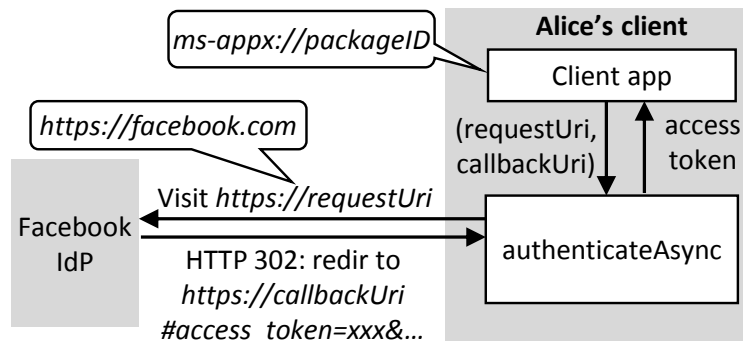 Alice's client
ms-appx://packageID
Client app
https://facebook.com
(requestUri,
callbackUri)
access
token
Visit https://requestUri
Facebook
IdP
authenticateAsync
HTTP 302: redir to
https://callbackUri
#access_token=xxx&…